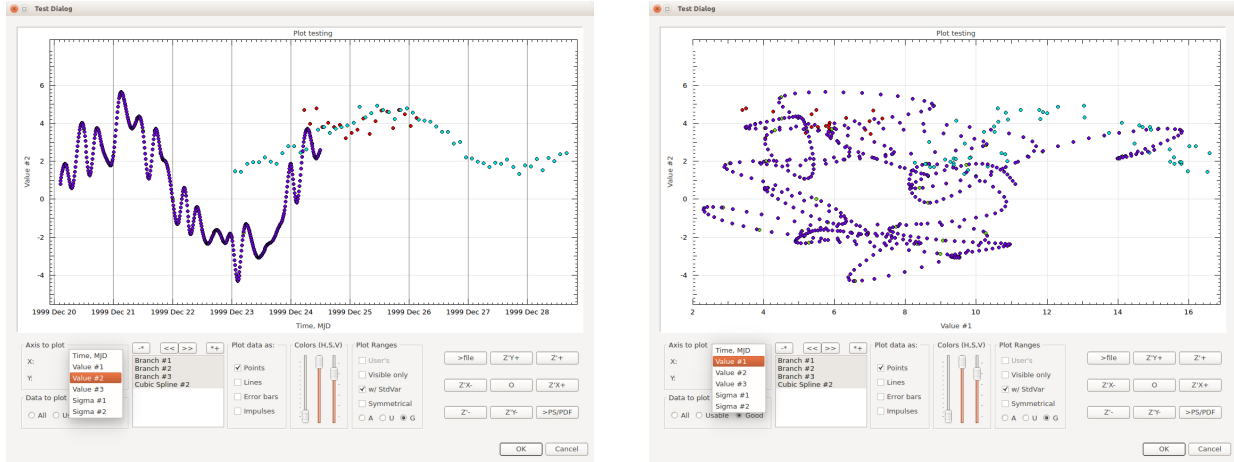 Test Dialog
Plot testing
6
4
2
0
-2
-4
Value #2
1999 Dec 20 1999 Dec 21 1999 Dec 22 1999 Dec 23 1999 Dec 24 1999 Dec 25 1999 Dec 26 1999 Dec 27 1999 Dec 28
Time, MJD
Axis to plot
X:
Y:
Time, MJD
Value #1
Value #2
Value #3
Sigma #1
Sigma #2
Data to plot
All
-* << >> *+
Branch #1
Branch #2
Branch #3
Cubic Spline #2
Plot data as:
Points
Lines
Error bars
Impulses
Colors (H,S,V)
Plot Ranges
User's
Visible only
w/ StdVar
Symmetrical
A U G
>file Z'Y+ Z'+
Z'X- O Z'X+
Z'- Z'Y- >PS/PDF
OK Cancel
Test Dialog
Plot testing
6
4
2
0
-2
-4
Value #2
2 4 6 8 10 12 14 16
Value #1
Axis to plot
X:
Y:
Time, MJD
Value #1
Value #2
Value #3
Sigma #1
Sigma #2
Data to plot
All Usable Good
-* << >> *+
Branch #1
Branch #2
Branch #3
Cubic Spline #2
Plot data as:
Points
Lines
Error bars
Impulses
Colors (H,S,V)
Plot Ranges
User's
Visible only
w/ StdVar
Symmetrical
A U G
>file Z'Y+ Z'+
Z'X- O Z'X+
Z'- Z'Y- >PS/PDF
OK Cancel